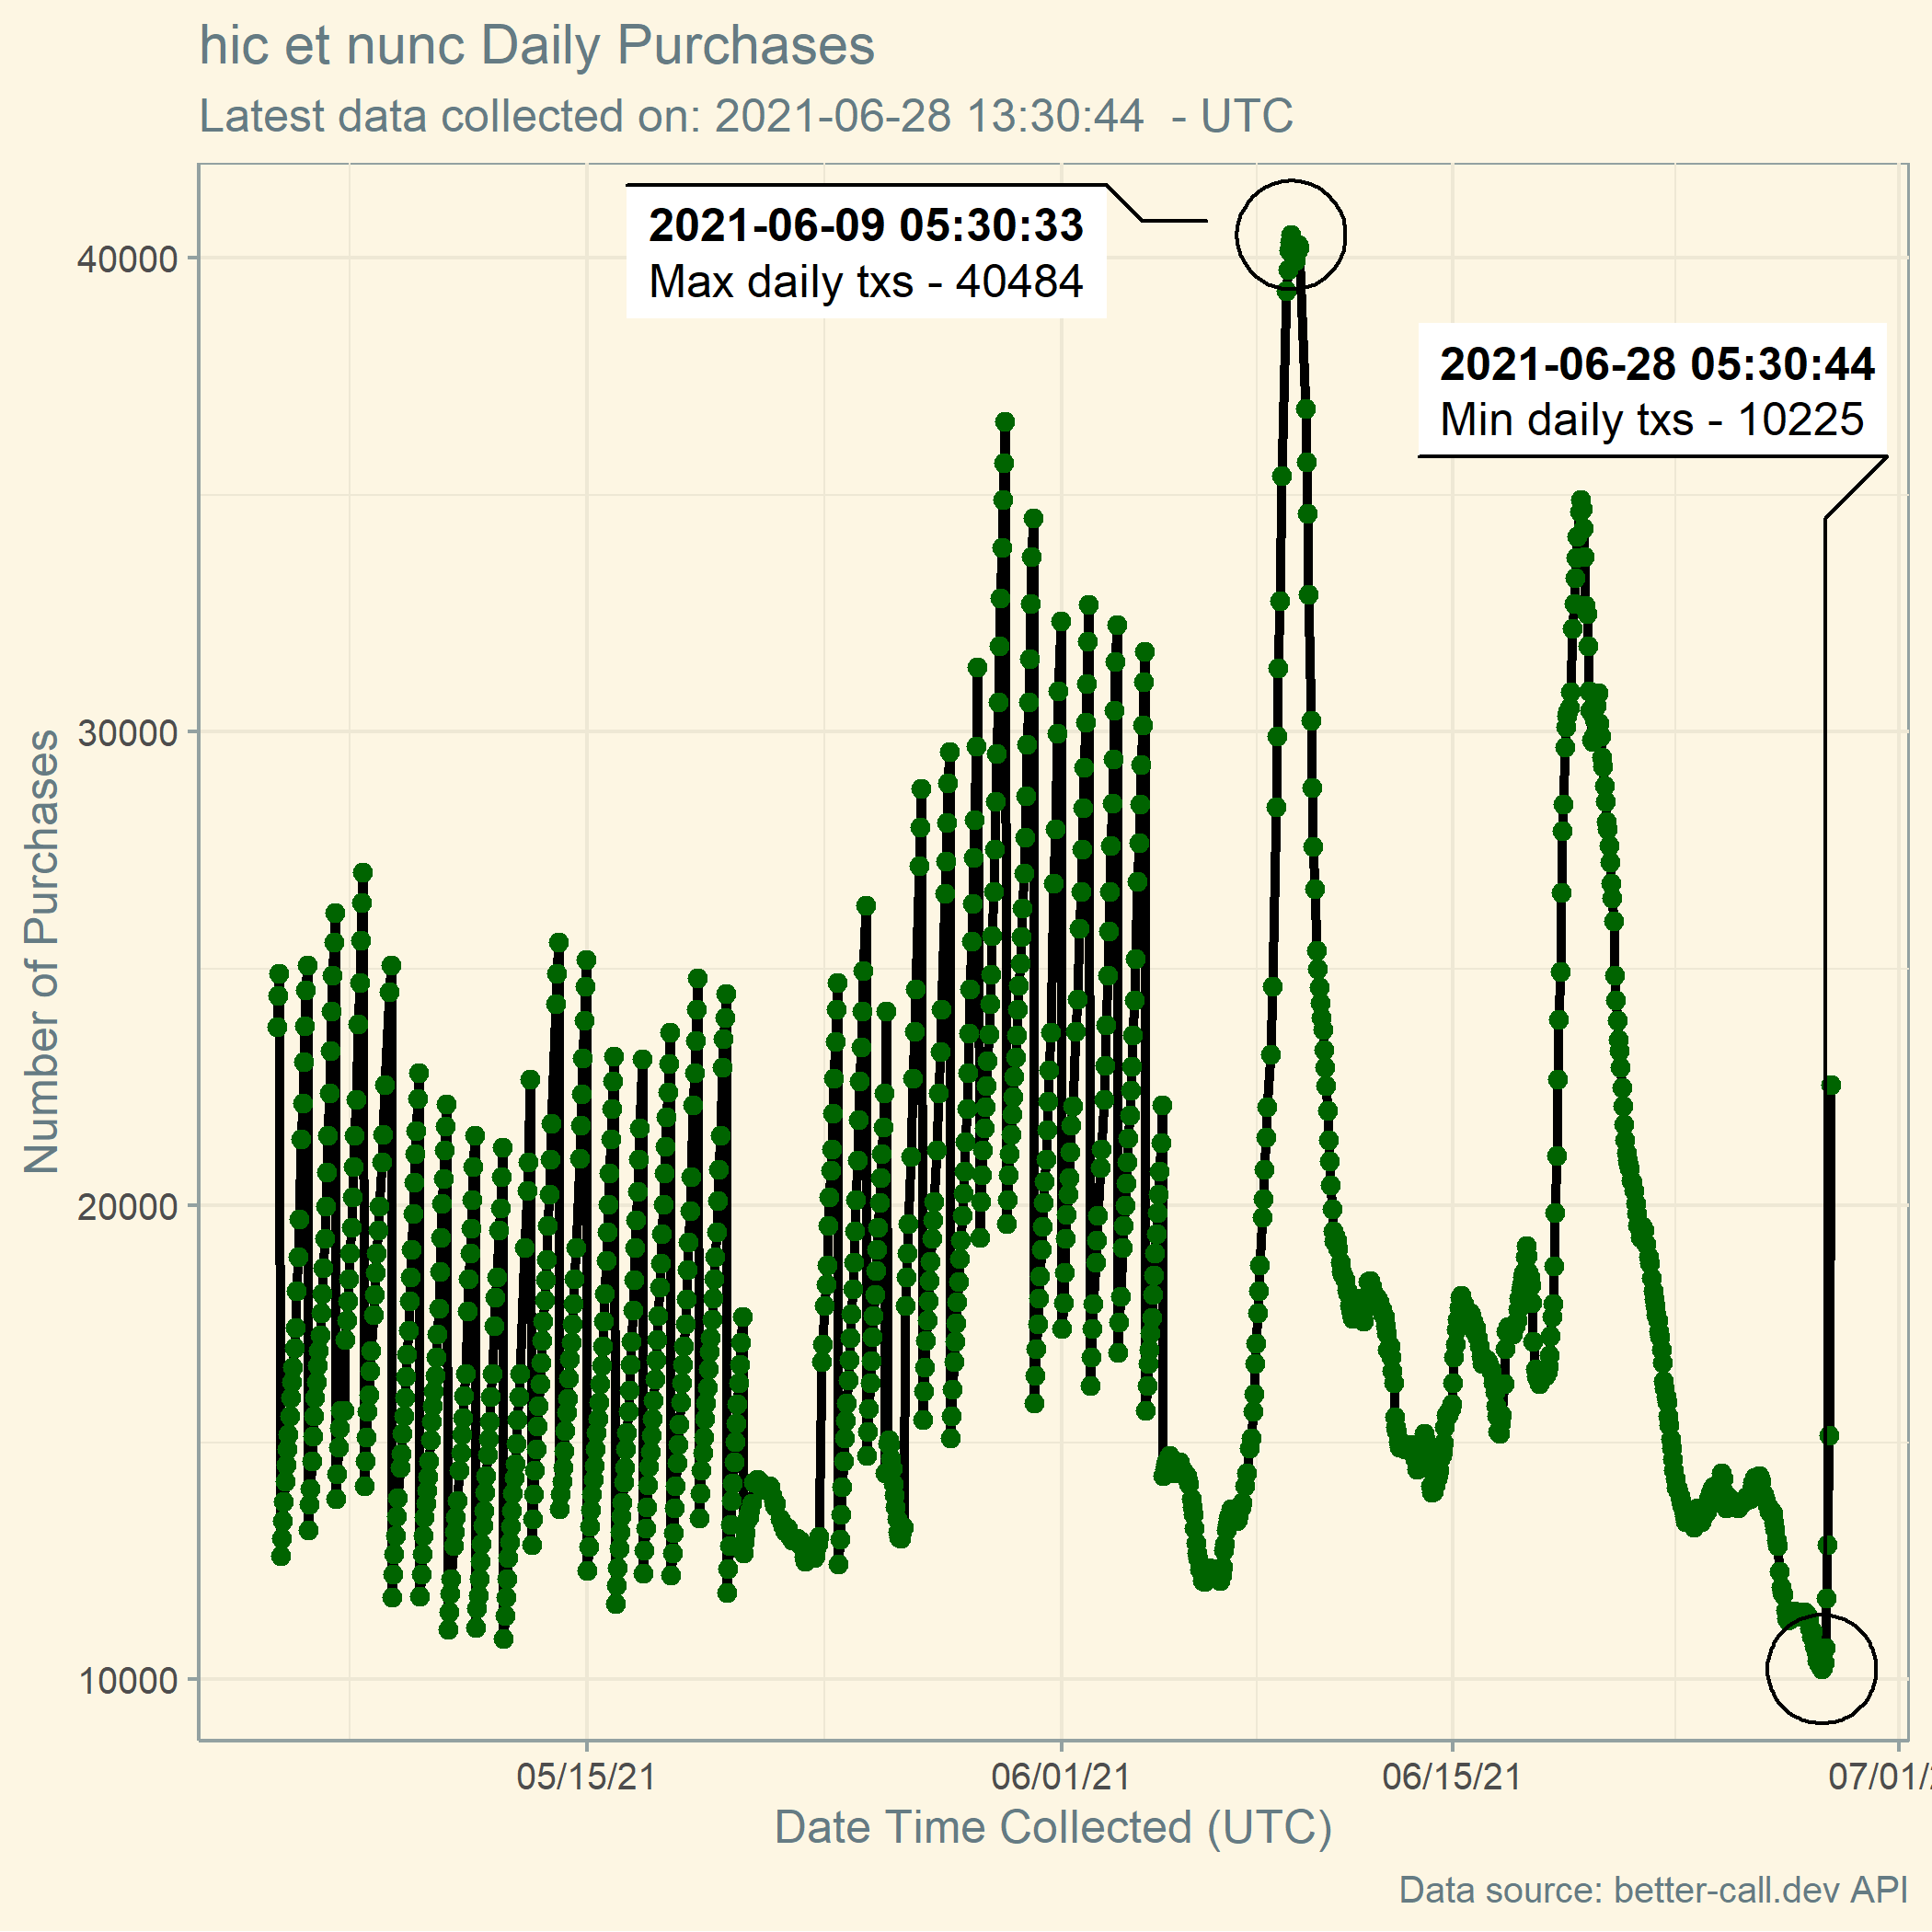 hic et nunc Daily Purchases
Latest data collected on: 2021-06-28 13:30:44  - UTC
2021-06-09 05:30:33
Max daily txs - 40484
2021-06-28 05:30:44
Min daily txs - 10225
Number of Purchases
40000
30000
20000
10000
05/15/21
06/01/21
06/15/21
07/01/2
Date Time Collected (UTC)
Data source: better-call.dev API